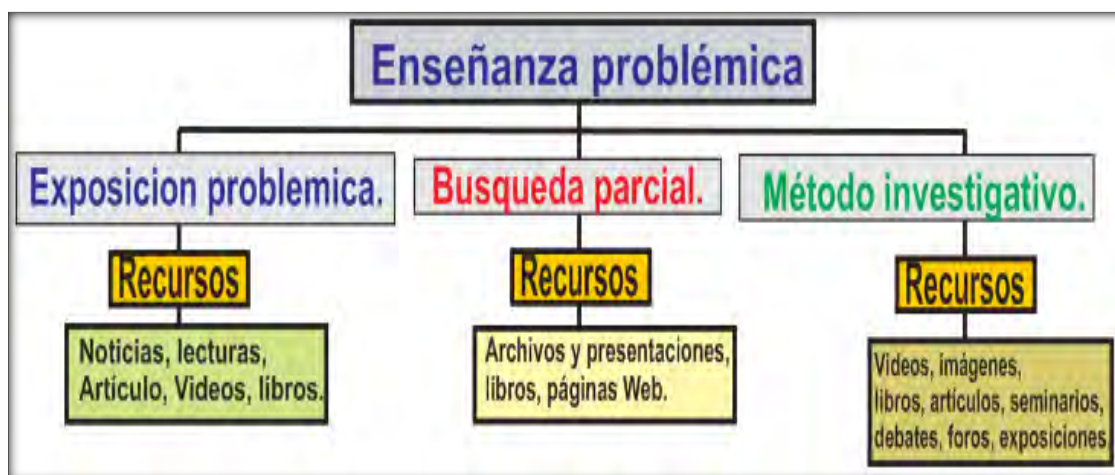 Enseñanza problémica
Exposicion problemica.
Busqueda parcial.
Método investigativo.
Recursos
Recursos
Recursos
Noticias, lecturas,
Artículo, Videos, libros.
Archivos y presentaciones,
libros, páginas Web.
Videos, imágenes,
libros, artículos, seminarios,
debates, foros, exposiciones